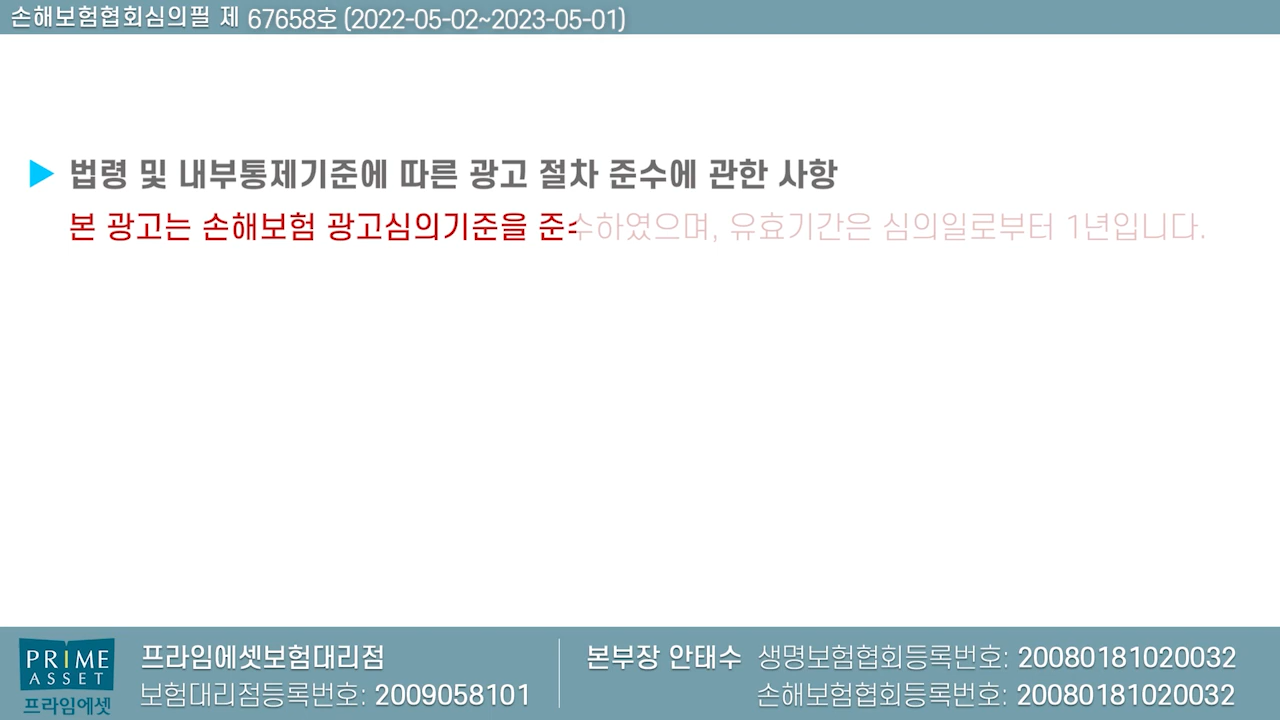 손해보험협회심의필 제 67658호 (2022-05-02~2023-05-01)
▶ 법령 및 내부통제기준에 따른 광고 절차 준수에 관한 사항
본 광고는 손해보험 광고심의기준을 준수하였으며, 유효기간은 심의일로부터 1년입니다.
PRIME
ASSET
프라임에셋
프라임에셋보험대리점
보험대리점등록번호: 2009058101
본부장 안태수 생명보험협회등록번호: 20080181020032
손해보험협회등록번호: 20080181020032